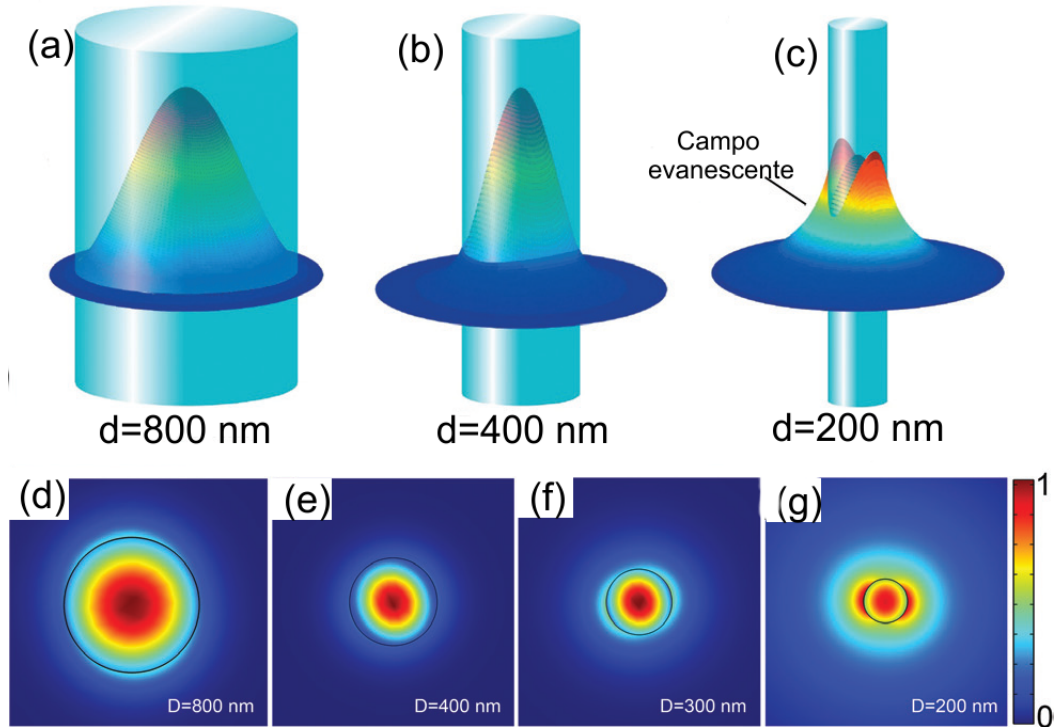 (a)
(b)
(c)
Campo
evanescente
d=800 nm
d=400 nm
d=200 nm
(d)
(e)
(f)
(g)
1
0
D=800 nm
D=400 nm
D=300 nm
D=200 nm